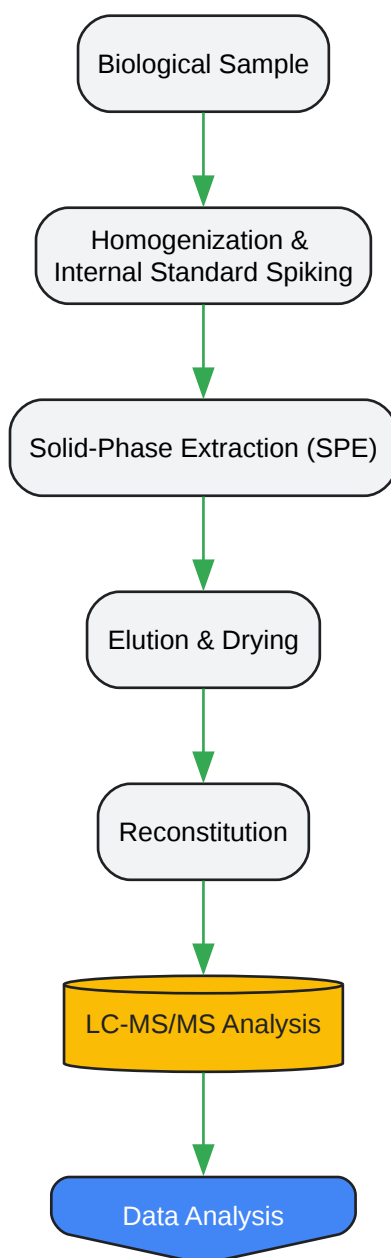 Biological Sample
Homogenization &
Internal Standard Spiking
Solid-Phase Extraction (SPE)
Elution & Drying
Reconstitution
LC-MS/MS Analysis
Data Analysis